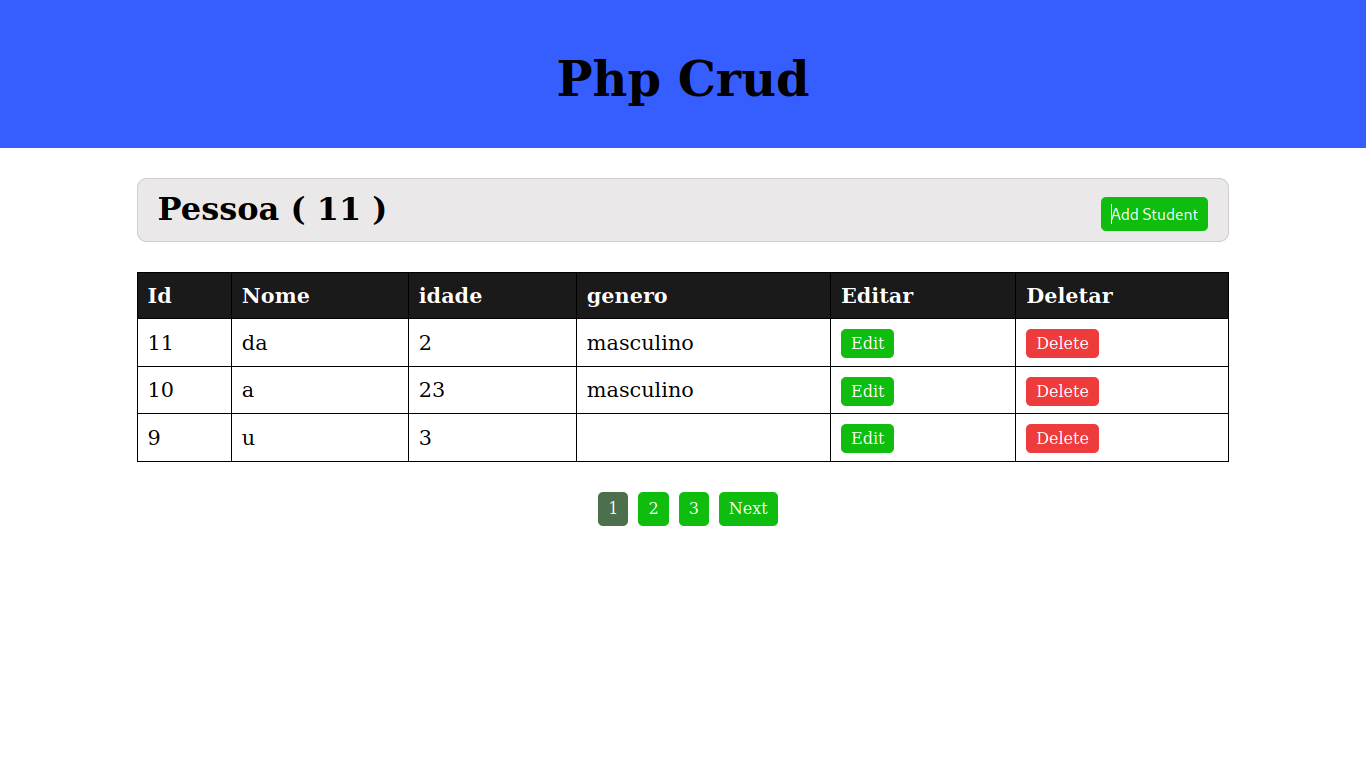 Php Crud
Pessoa ( 11 )
Add Student
Id Nome idade genero Editar Deletar
11 da 2 masculino Edit Delete
10 a 23 masculino Edit Delete
9 u 3 Edit Delete
1 2 3 Next